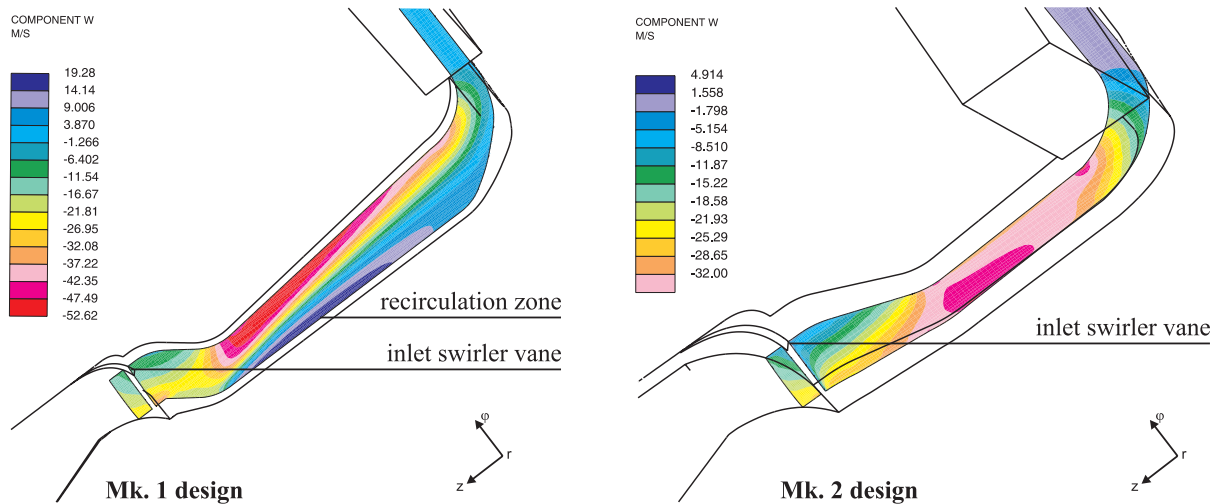 COMPONENT W
M/S
19.28
14.14
9.006
3.870
-1.266
-6.402
-11.54
-16.67
-21.81
-26.95
-32.08
-37.22
-42.35
-47.49
-52.62
recirculation zone
inlet swirler vane
φ
r
z
Mk. 1 design
COMPONENT W
M/S
4.914
1.558
-1.798
-5.154
-8.510
-11.87
-15.22
-18.58
-21.93
-25.29
-28.65
-32.00
inlet swirler vane
φ
r
z
Mk. 2 design